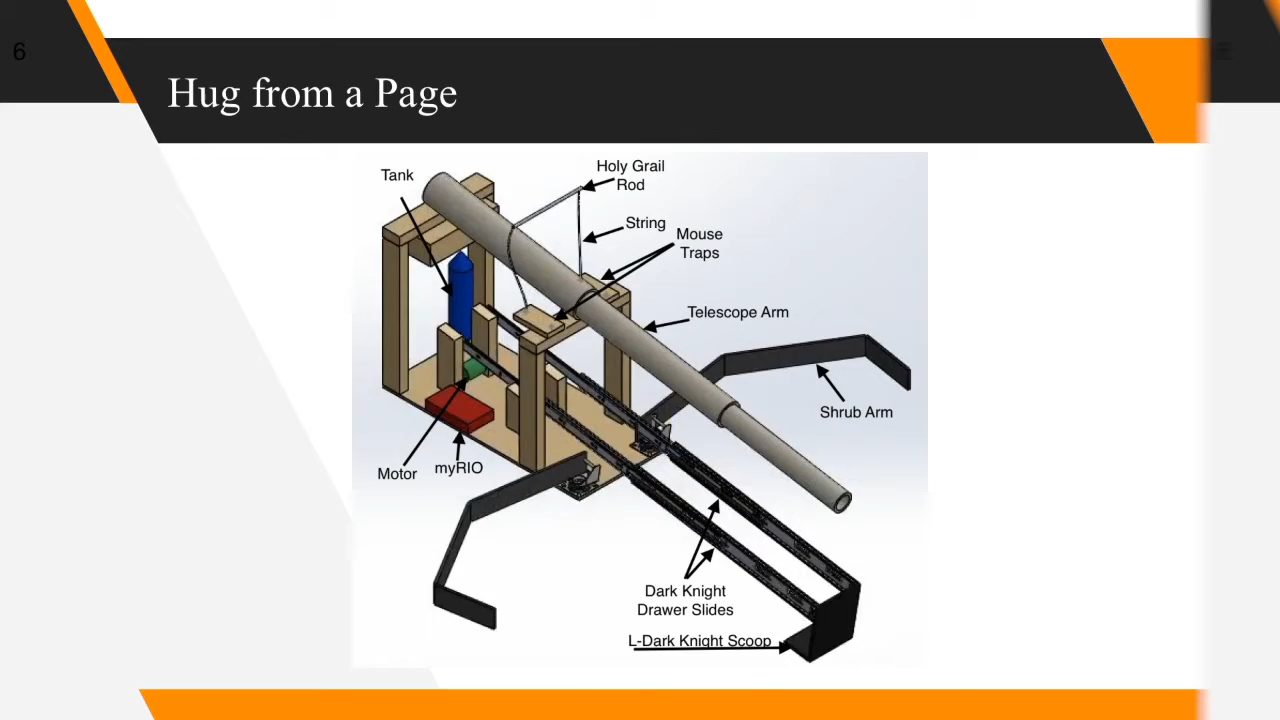 6
Hug from a Page
Tank
Holy Grail
Rod
String
Mouse
Traps
Telescope Arm
Shrub Arm
Motor
myRIO
Dark Knight
Drawer Slides
L-Dark Knight Scoop